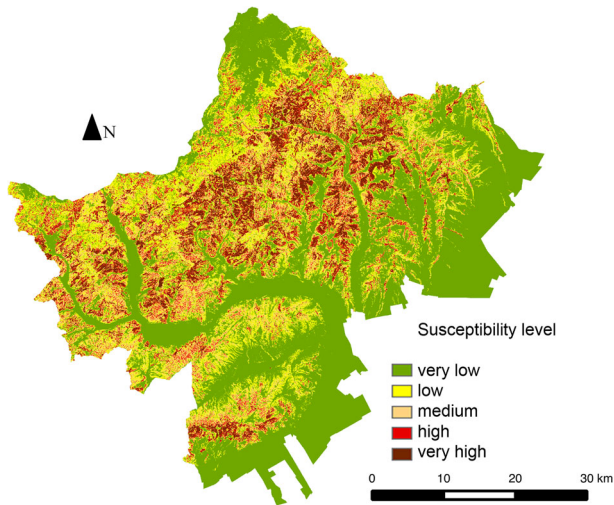 N
Susceptibility level
very low
low
medium
high
very high
0 10 20 30 km